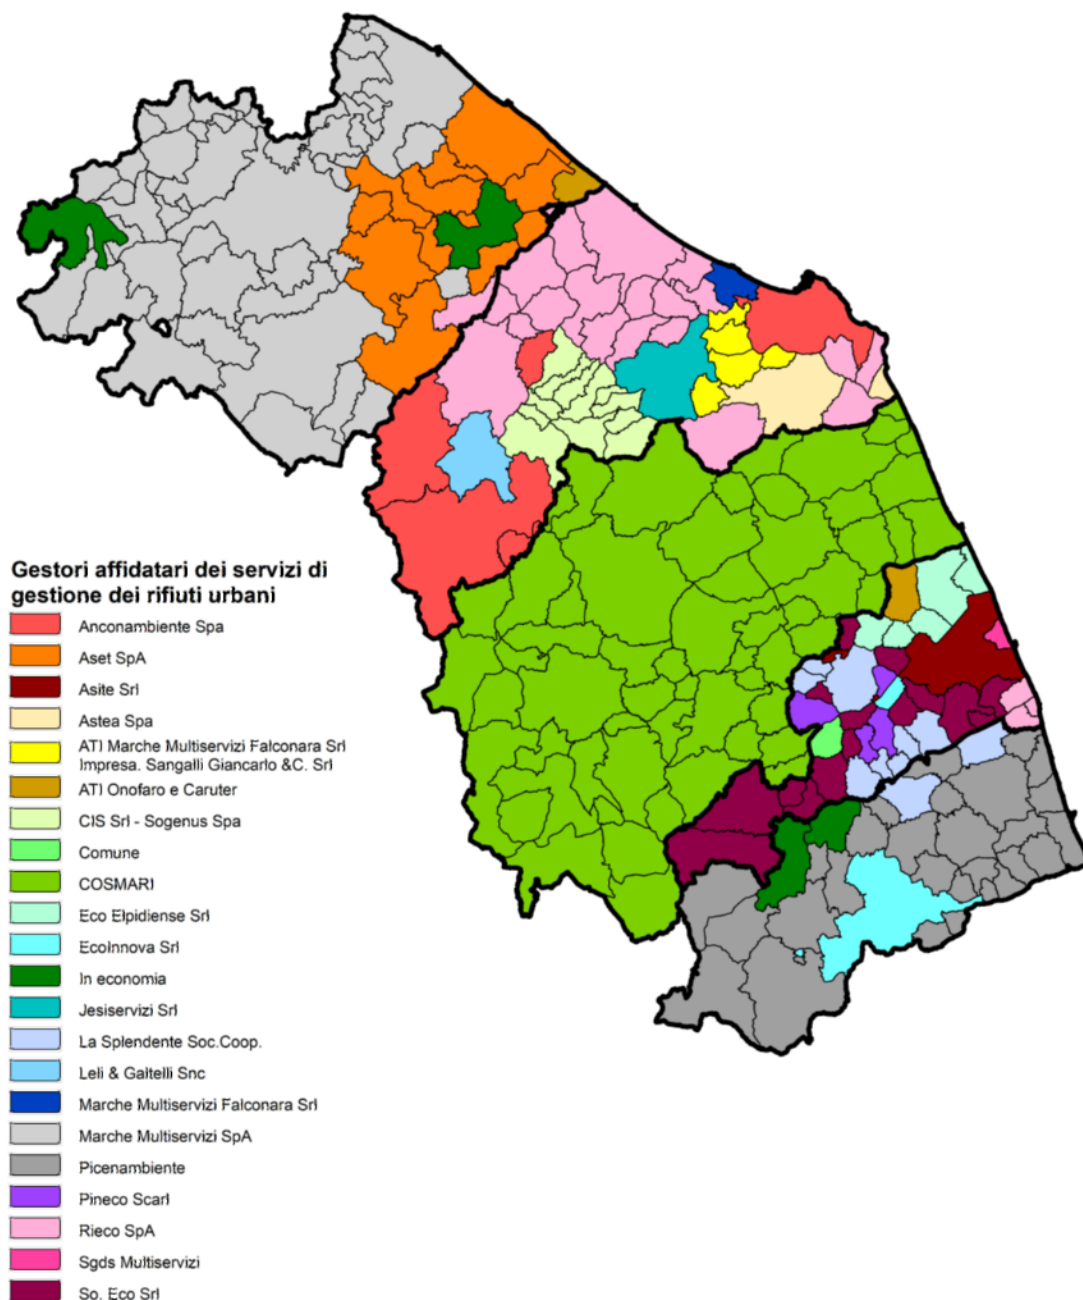 Gestori affidatari dei servizi di
gestione dei rifiuti urbani
Anconambiente Spa
Aset SpA
Asite Srl
Astea Spa
ATI Marche Multiservizi Falconara Srl
Impresa. Sangalli Giancarlo &C. Srl
ATI Onofaro e Caruter
CIS Srl - Sogenus Spa
Comune
COSMARI
Eco Elpidiense Srl
EcoInnova Srl
In economia
Jesiservizi Srl
La Splendente Soc.Coop.
Leli & Galtelli Snc
Marche Multiservizi Falconara Srl
Marche Multiservizi SpA
Picenambiente
Pineco Scarl
Rieco SpA
Sgds Multiservizi
So. Eco Srl